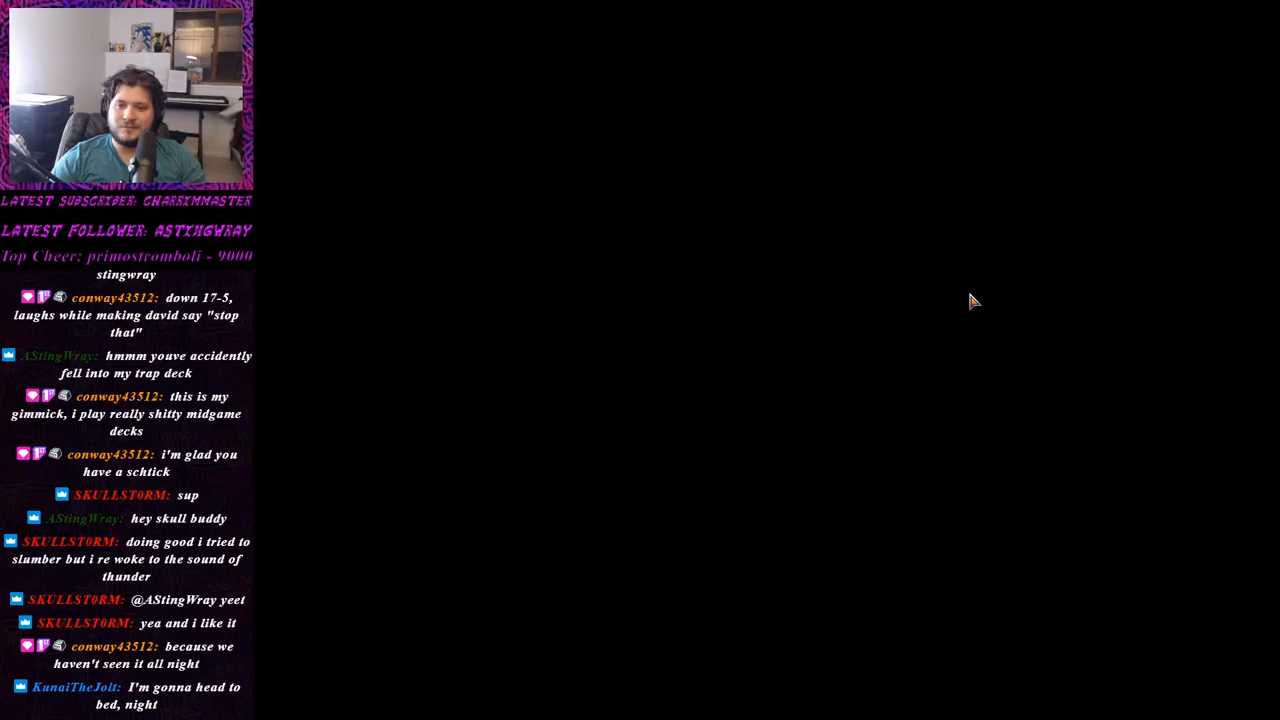 LATEST SUBSCRIBER: CHARRIMMASTER
LATEST FOLLOWER: ASTINGWRAY
Top Cheer: primostromboli - 9000
stingwray
conway43512: down 17-5,
laughs while making david say "stop
that"
AStingWray: hmmm youve accidently
fell into my trap deck
conway43512: this is my
gimmick, i play really shitty midgame
decks
conway43512: i'm glad you
have a schtick
SKULLST0RM: sup
AStingWray: hey skull buddy
SKULLST0RM: doing good i tried to
slumber but i re woke to the sound of
thunder
SKULLST0RM: @AStingWray yeet
SKULLST0RM: yea and i like it
conway43512: because we
haven't seen it all night
KunaiTheJolt: I'm gonna head to
bed, night